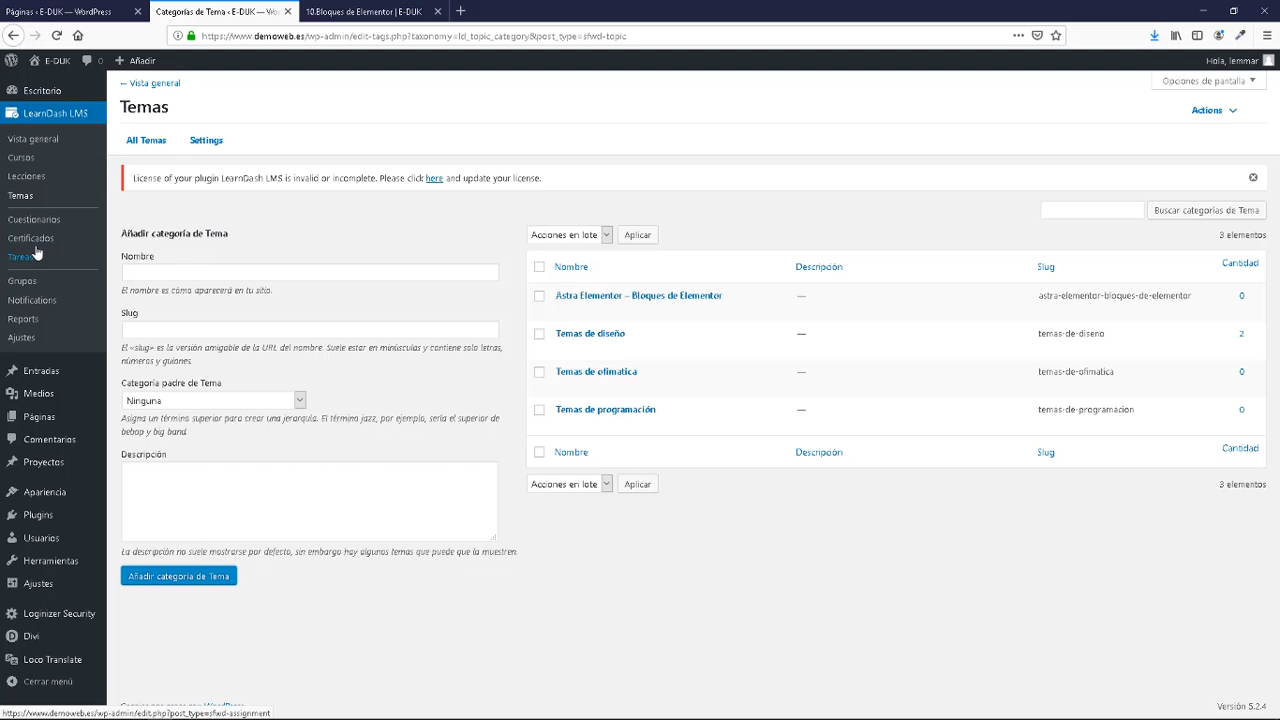 Páginas ‹ E-DUK — WordPress
Categorías de Tema ‹ E-DUK — Wo
10.Bloques de Elementor | E-DUK
https://www.demoweb.es/wp-admin/edit-tags.php?taxonomy=ld_topic_category&post_type=sfwd-topic
E-DUK 0 Añadir
Hola, lemmar
Escritorio
LearnDash LMS
Vista general
Cursos
Lecciones
Temas
Cuestionarios
Certificados
Tareas
Grupos
Notifications
Reports
Ajustes
Entradas
Medios
Páginas
Comentarios
Proyectos
Apariencia
Plugins
Usuarios
Herramientas
Ajustes
Loginizer Security
Divi
Loco Translate
Cerrar menú
← Vista general
Opciones de pantalla
Temas
Actions
All Temas Settings
License of your plugin LearnDash LMS is invalid or incomplete. Please click here and update your license.
Buscar categorías de Tema
Añadir categoría de Tema
Nombre
El nombre es cómo aparecerá en tu sitio.
Slug
El «slug» es la versión amigable de la URL del nombre. Suele estar en minúsculas y contiene solo letras,
números y guiones.
Categoría padre de Tema
Ninguna
Asigna un término superior para crear una jerarquía. El término jazz, por ejemplo, sería el superior de
bebop y big band.
Descripción
La descripción no suele mostrarse por defecto, sin embargo hay algunos temas que puede que la muestren.
Añadir categoría de Tema
Acciones en lote Aplicar
3 elementos
Nombre Descripción Slug Cantidad
Astra Elementor – Bloques de Elementor — astra-elementor-bloques-de-elementor 0
Temas de diseño — temas-de-diseno 2
Temas de ofimatica — temas-de-ofimatica 0
Temas de programación — temas-de-programacion 0
Nombre Descripción Slug Cantidad
Acciones en lote Aplicar
3 elementos
https://www.demoweb.es/wp-admin/edit.php?post_type=sfwd-assignment
Versión 5.2.4